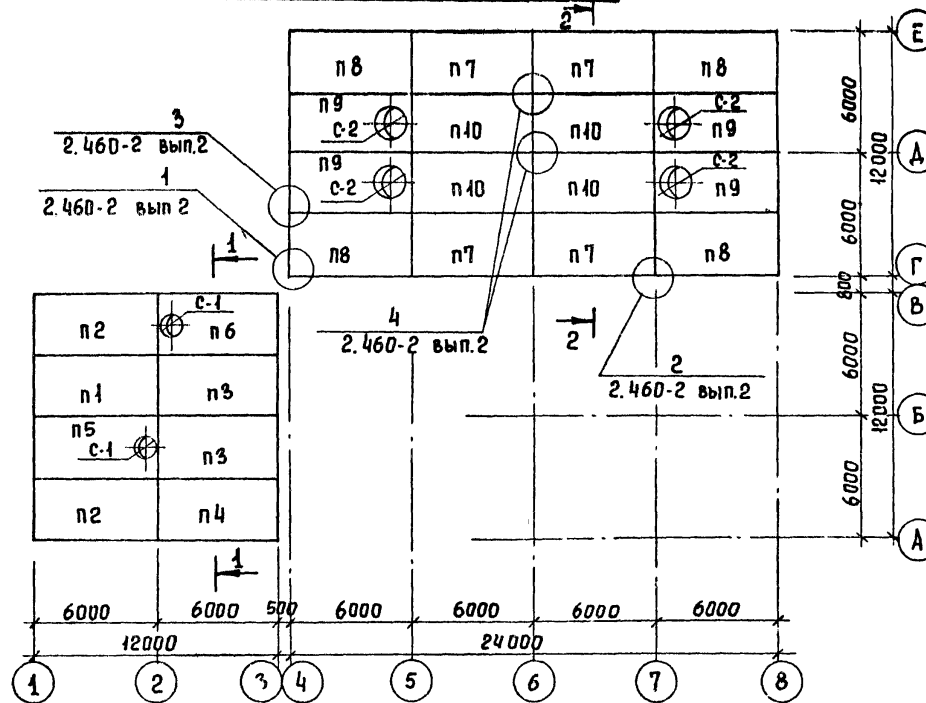 2
Е
п8 п7 п7 п8
6000
п9 п9
с-2 с-2
п10 п10
12000
Д
3
2.460-2 вып.2
п9 п9
с-2 с-2
п10 п10
1
2.460-2 вып 2
6000
1
п8 п7 п7 п8
Г
800
В
с-1
п2 п6
4
2.460-2 вып.2
2
2
2.460-2 вып.2
6000
п1 п3
Б
12000
п5
с-1
п3
6000
п2 п4
А
1
6000 6000 500 6000 6000 6000 6000
12000 24000
1 2 3 4 5 6 7 8